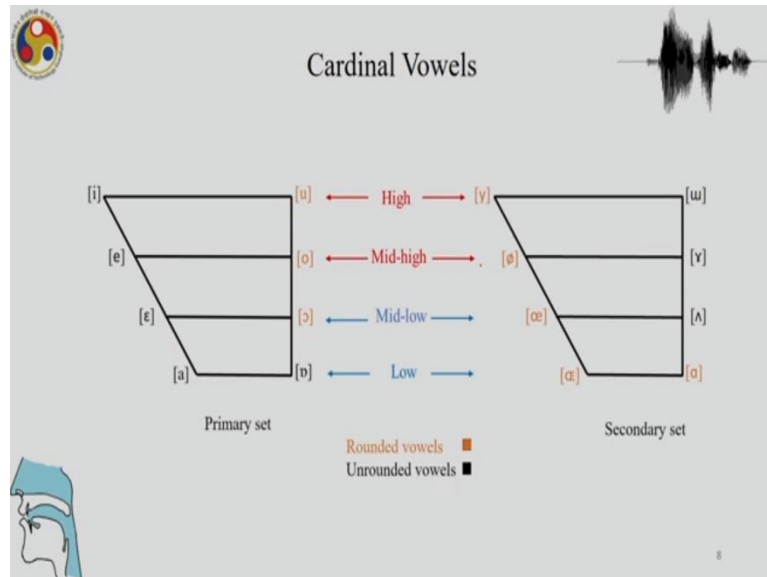 Cardinal Vowels
[i] [u] High [y] [ɯ]
[e] [o] Mid-high [ø] [ɤ]
[ɛ] [ɔ] Mid-low [œ] [ʌ]
[a] [ɒ] Low [ɶ] [ɑ]
Primary set
Secondary set
Rounded vowels
Unrounded vowels
8